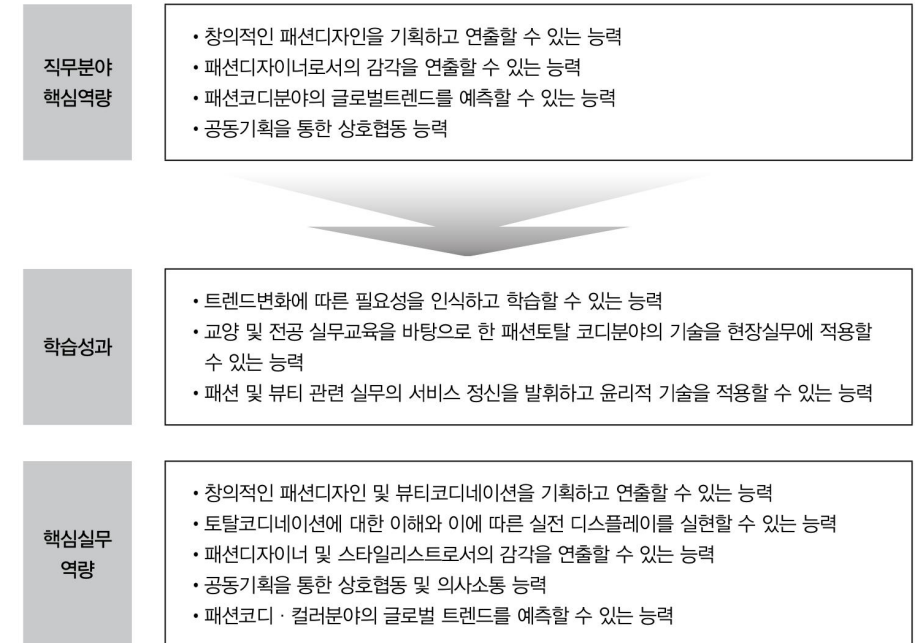 직무분야
핵심역량
• 창의적인 패션디자인을 기획하고 연출할 수 있는 능력
• 패션디자이너로서의 감각을 연출할 수 있는 능력
• 패션코디분야의 글로벌트렌드를 예측할 수 있는 능력
• 공동기획을 통한 상호협동 능력
학습성과
• 트렌드변화에 따른 필요성을 인식하고 학습할 수 있는 능력
• 교양 및 전공 실무교육을 바탕으로 한 패션토탈 코디분야의 기술을 현장실무에 적용할
수 있는 능력
• 패션 및 뷰티 관련 실무의 서비스 정신을 발휘하고 윤리적 기술을 적용할 수 있는 능력
핵심실무
역량
• 창의적인 패션디자인 및 뷰티코디네이션을 기획하고 연출할 수 있는 능력
• 토탈코디네이션에 대한 이해와 이에 따른 실전 디스플레이를 실현할 수 있는 능력
• 패션디자이너 및 스타일리스트로서의 감각을 연출할 수 있는 능력
• 공동기획을 통한 상호협동 및 의사소통 능력
• 패션코디 · 컬러분야의 글로벌 트렌드를 예측할 수 있는 능력